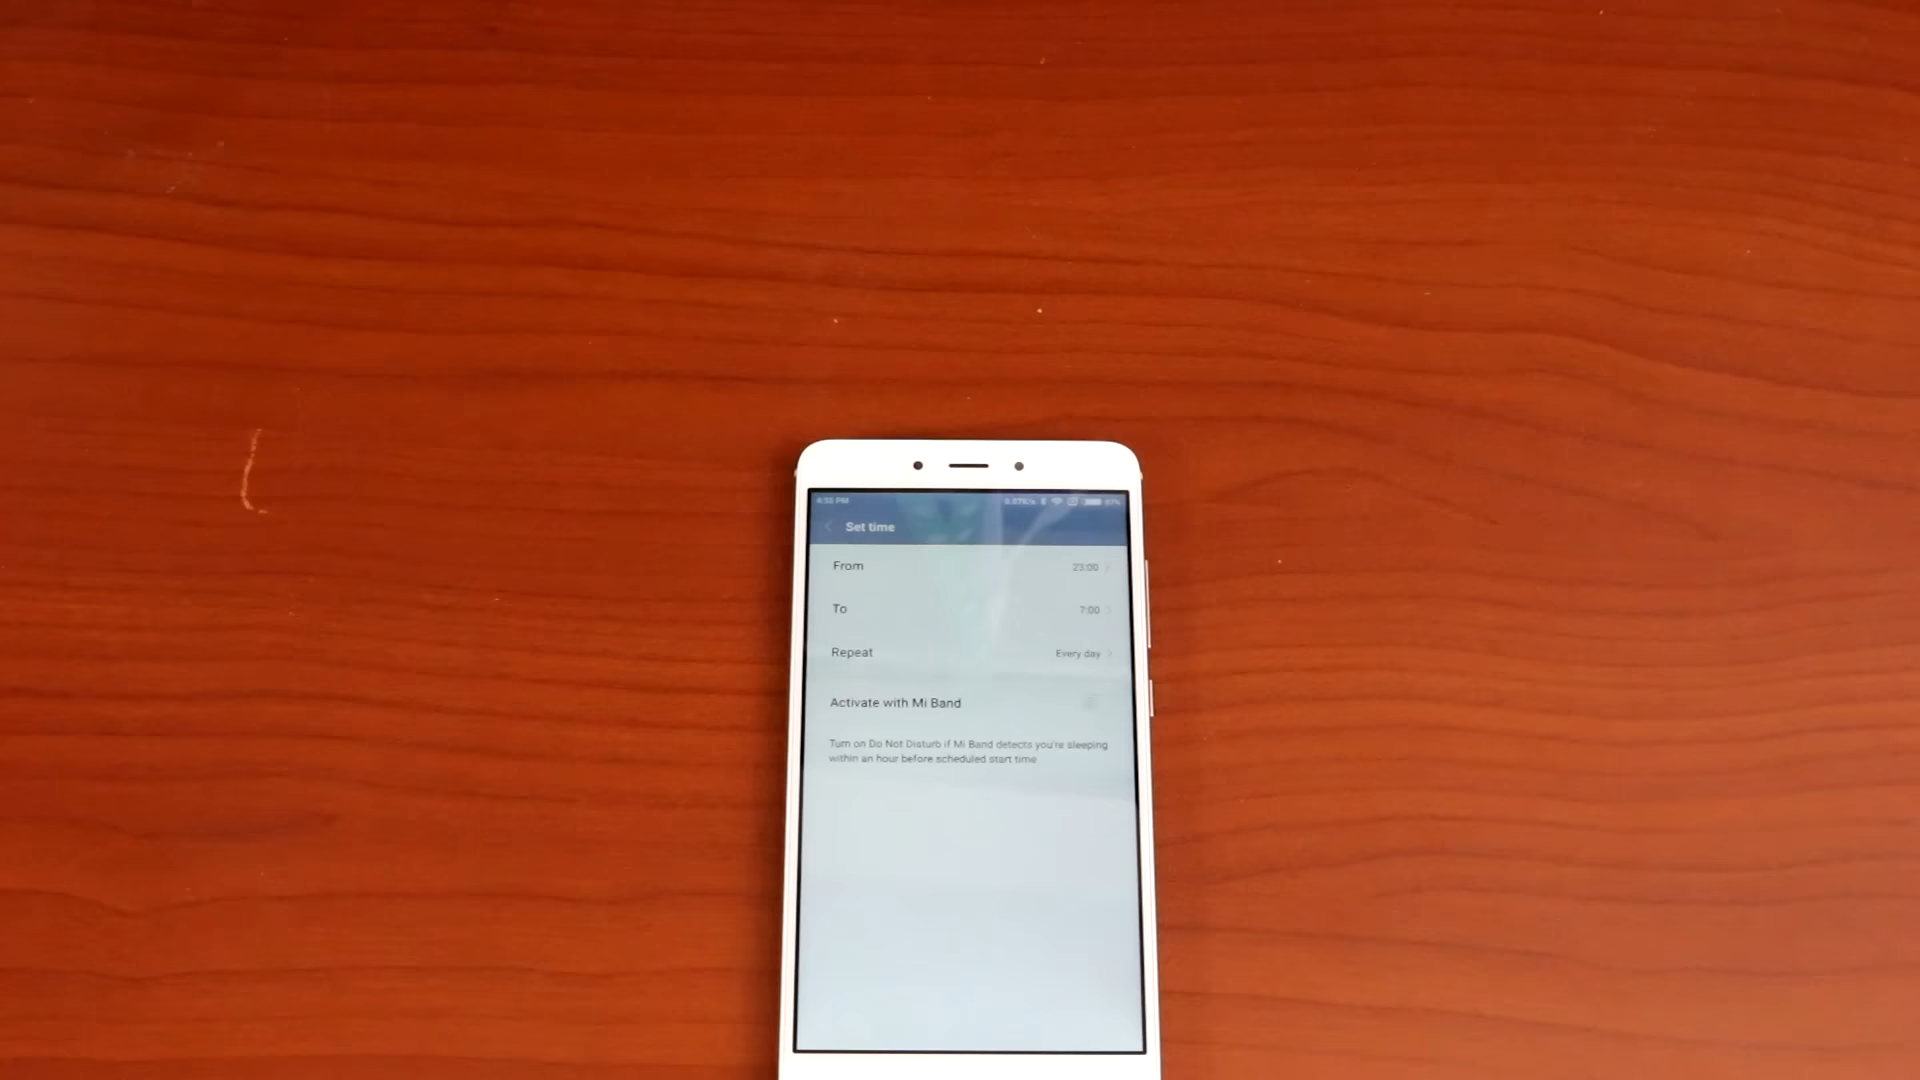 Set time
From 23:00
To 7:00
Repeat Every day
Activate with Mi Band
Turn on Do Not Disturb if Mi Band detects you're sleeping
within an hour before scheduled start time